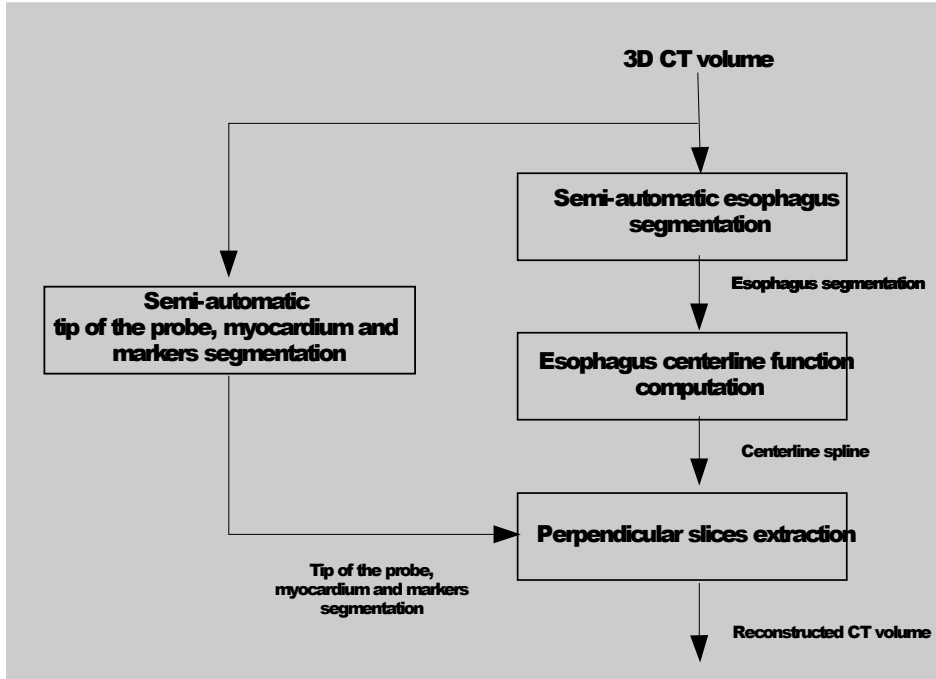 3D CT volume
Semi-automatic esophagus
segmentation
Esophagus segmentation
Semi-automatic
tip of the probe, myocardium and
markers segmentation
Esophagus centerline function
computation
Centerline spline
Perpendicular slices extraction
Tip of the probe,
myocardium and markers
segmentation
Reconstructed CT volume